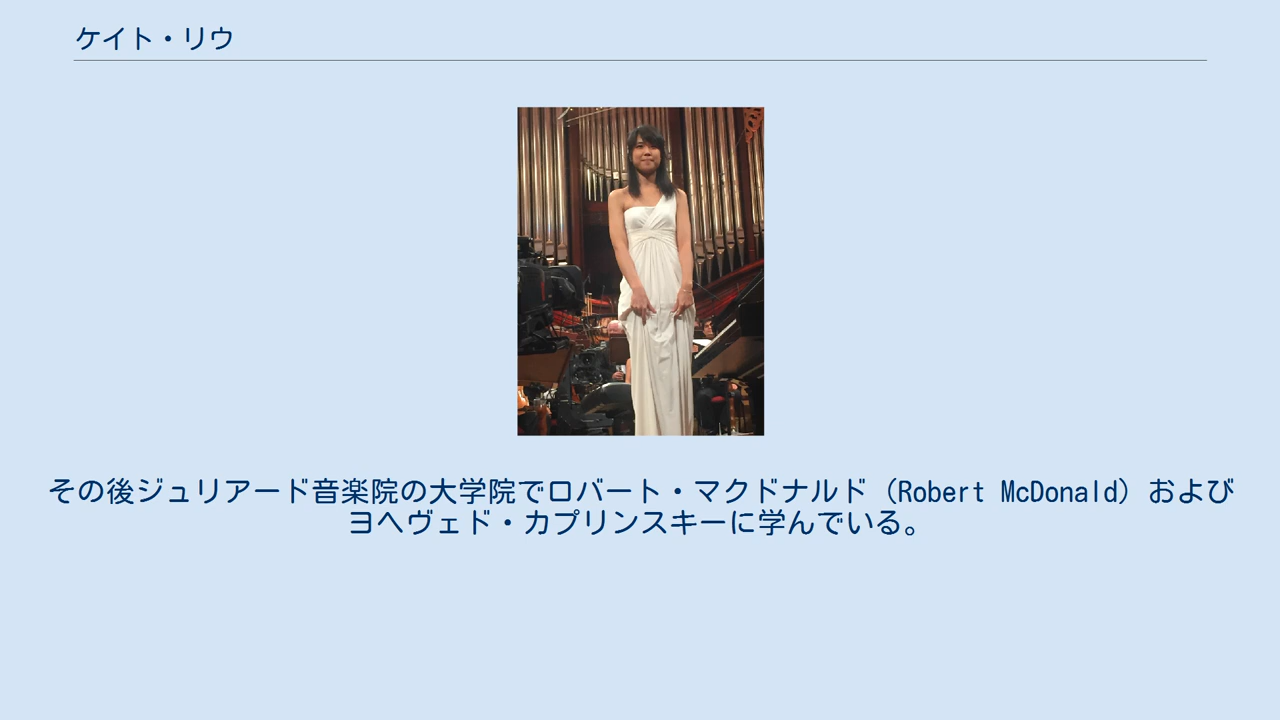 ケイト・リウ
その後ジュリアード音楽院の大学院でロバート・マクドナルド（Robert McDonald）および
ヨヘヴェド・カプリンスキーに学んでいる。